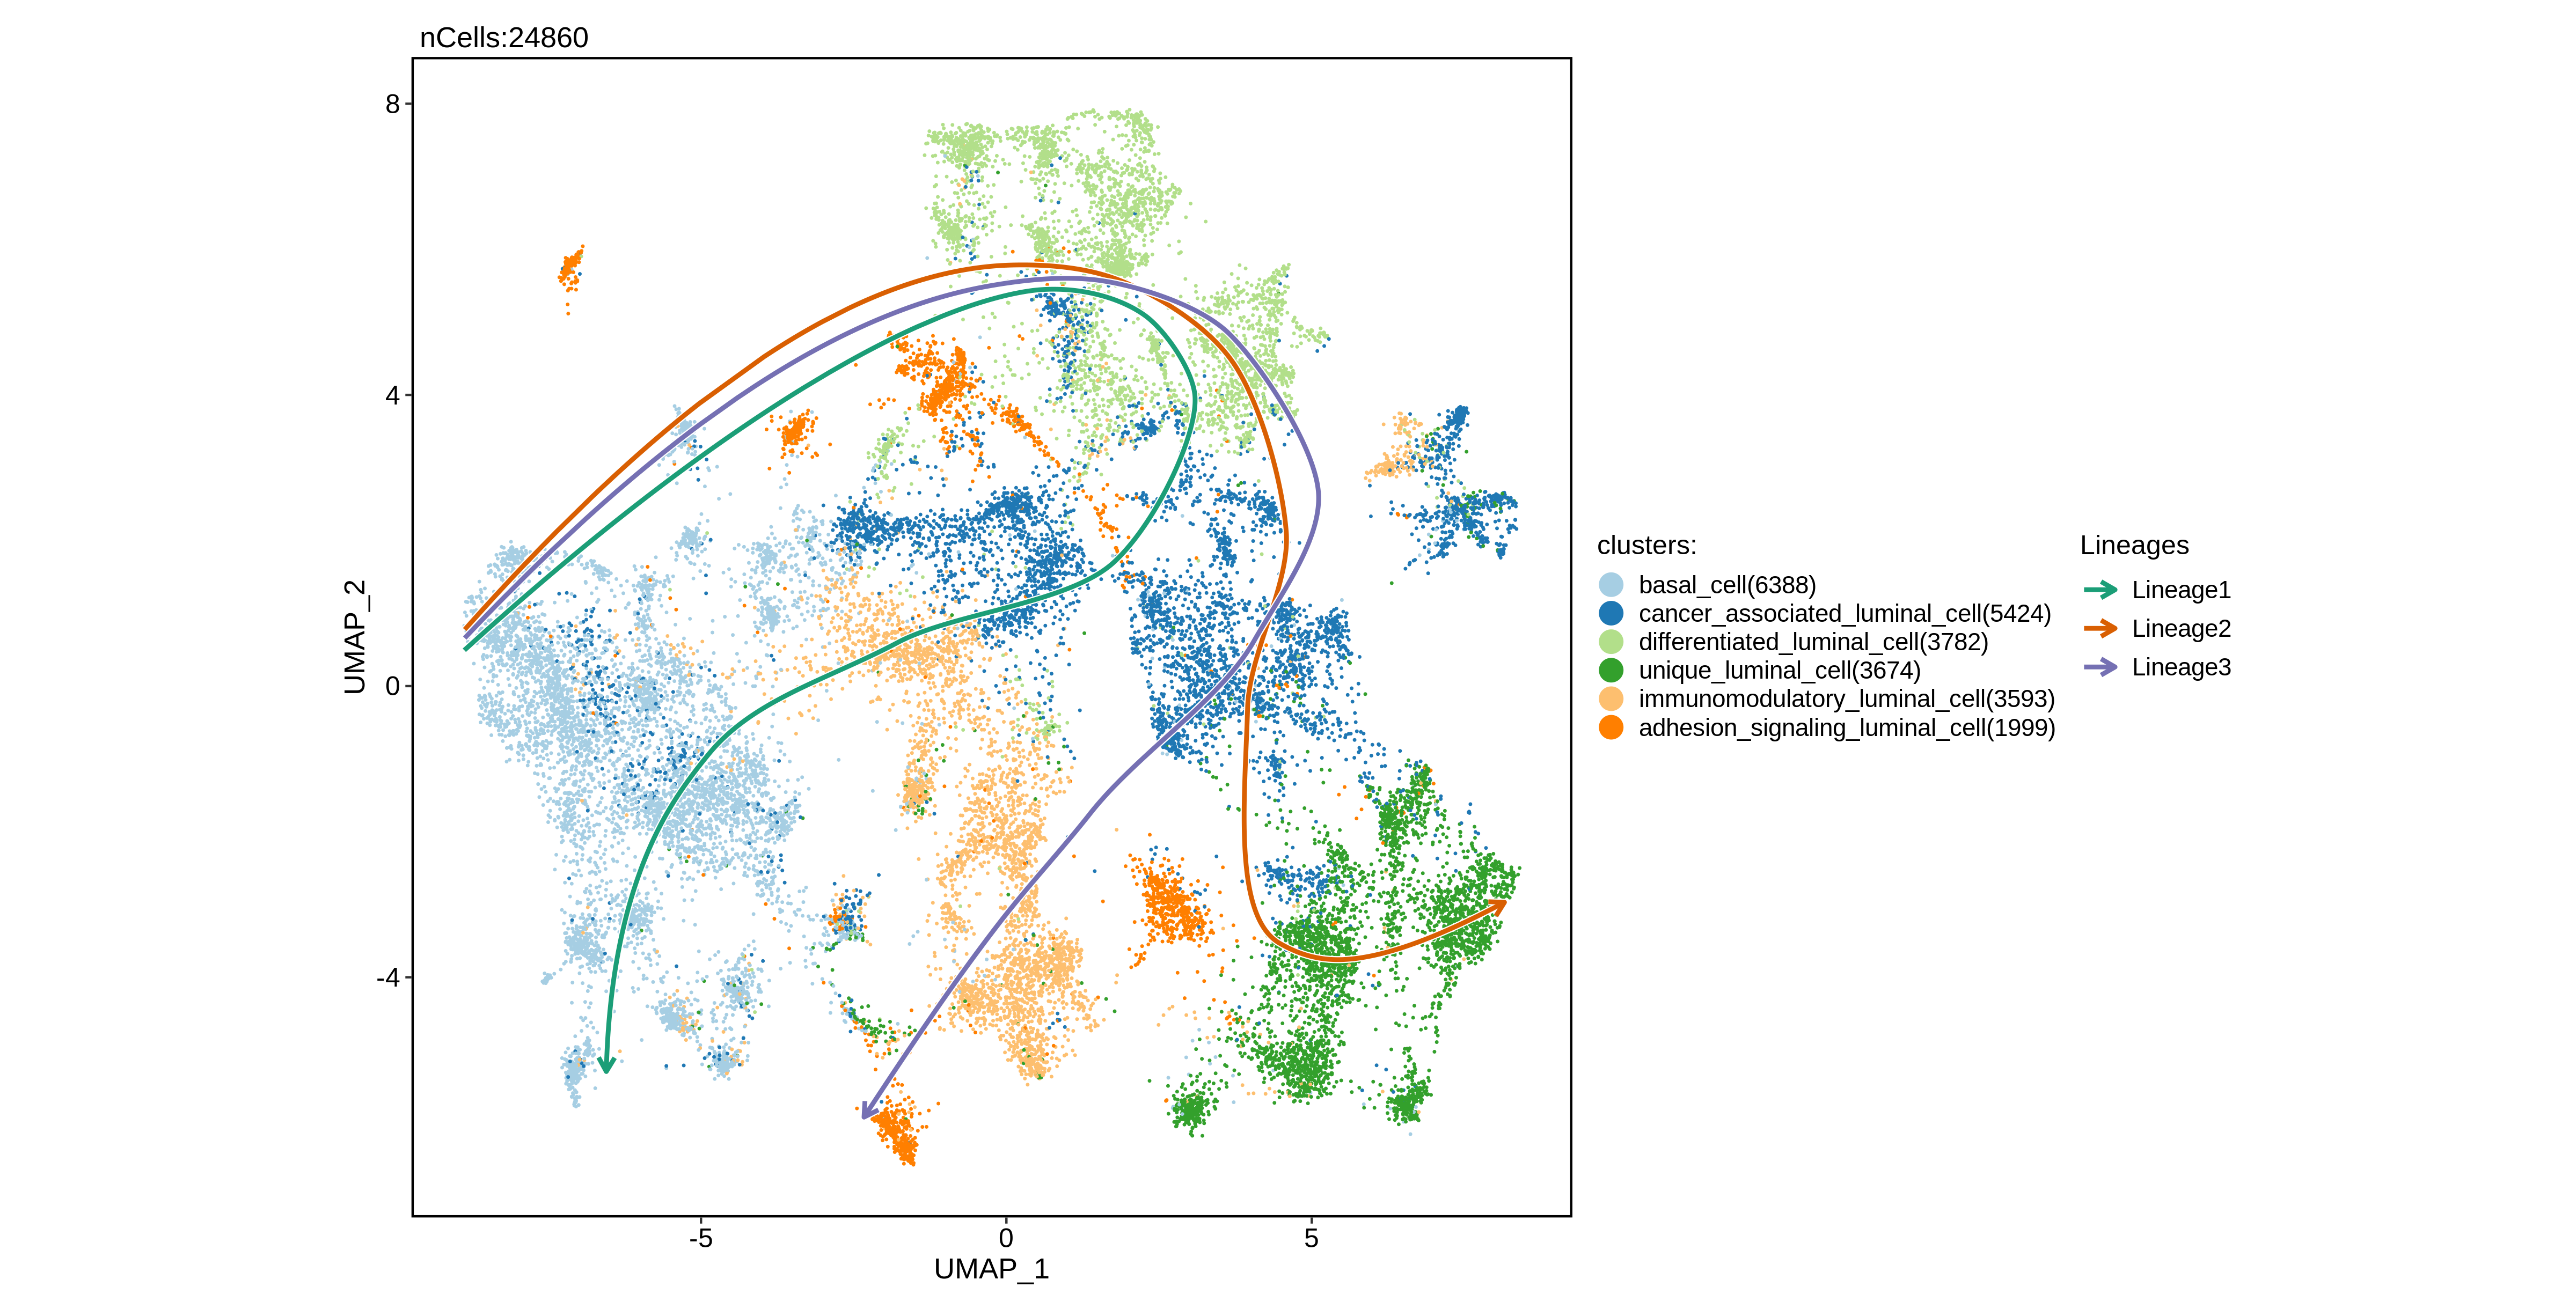 nCells:24860
8
4
0
-4
UMAP_2
-5
0
5
UMAP_1
clusters:
basal_cell(6388)
cancer_associated_luminal_cell(5424)
differentiated_luminal_cell(3782)
unique_luminal_cell(3674)
immunomodulatory_luminal_cell(3593)
adhesion_signaling_luminal_cell(1999)
Lineages
Lineage1
Lineage2
Lineage3